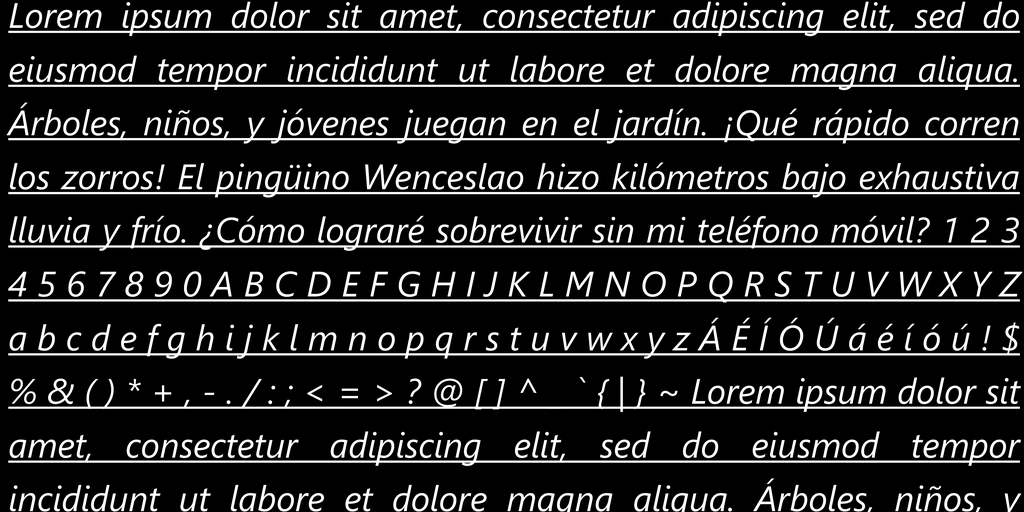 Lorem ipsum dolor sit amet, consectetur adipiscing elit, sed do
eiusmod tempor incididunt ut labore et dolore magna aliqua.
Árboles, niños, y jóvenes juegan en el jardín. ¡Qué rápido corren
los zorros! El pingüino Wenceslao hizo kilómetros bajo exhaustiva
lluvia y frío. ¿Cómo lograré sobrevivir sin mi teléfono móvil? 1 2 3
4 5 6 7 8 9 0 A B C D E F G H I J K L M N O P Q R S T U V W X Y Z
a b c d e f g h i j k l m n o p q r s t u v w x y z Á É Í Ó Ú á é í ó ú ! $
% & ( ) * + , - . / : ; < = > ? @ [ ] ^ _ ` { | } ~ Lorem ipsum dolor sit
amet, consectetur adipiscing elit, sed do eiusmod tempor
incididunt ut labore et dolore magna aliqua. Árboles, niños, y